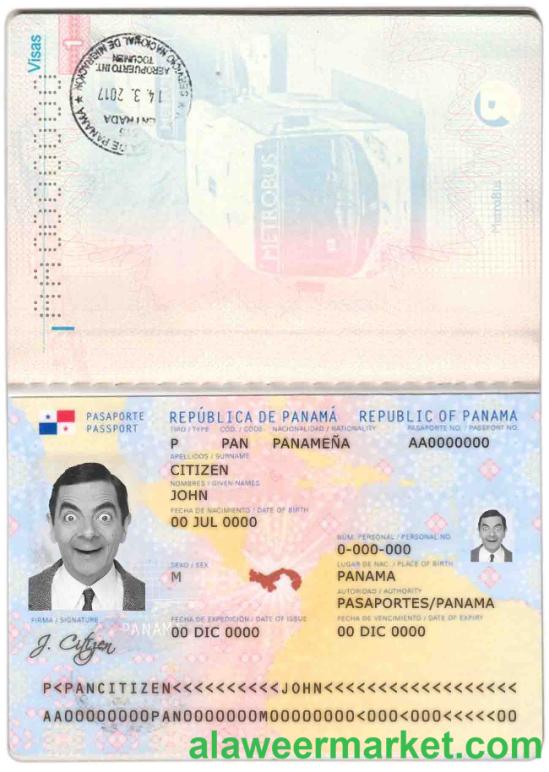 Visas
1
NACIONAL DE MIGRACIÓN
AEROPUERTO INT.
TOCUMEN
14. 3. 2017
ENTRADA
DE PANAMA
METROBUS
MetroBus
PASAPORTE
PASSPORT
REPÚBLICA DE PANAMÁ REPUBLIC OF PANAMA
TIPO / TYPE CÓD. / CODE NACIONALIDAD / NATIONALITY PASAPORTE NO. / PASSPORT NO.
P PAN PANAMEÑA AA0000000
APELLIDOS / SURNAME
CITIZEN
NOMBRES / GIVEN NAMES
JOHN
FECHA DE NACIMIENTO / DATE OF BIRTH
00 JUL 0000
NÚM. PERSONAL / PERSONAL NO.
0-000-000
SEXO / SEX
M
LUGAR DE NAC. / PLACE OF BIRTH
PANAMA
AUTORIDAD / AUTHORITY
PASAPORTES/PANAMA
FIRMA / SIGNATURE
J. Citizen
FECHA DE EXPEDICIÓN / DATE OF ISSUE
00 DIC 0000
FECHA DE VENCIMIENTO / DATE OF EXPIRY
00 DIC 0000
P<PANCITIZEN<<<<<<<<<<JOHN<<<<<<<<<<<<<<<<<<
AA00000000PAN0000000M00000000<000<000<<<<<00
alaweermarket.com